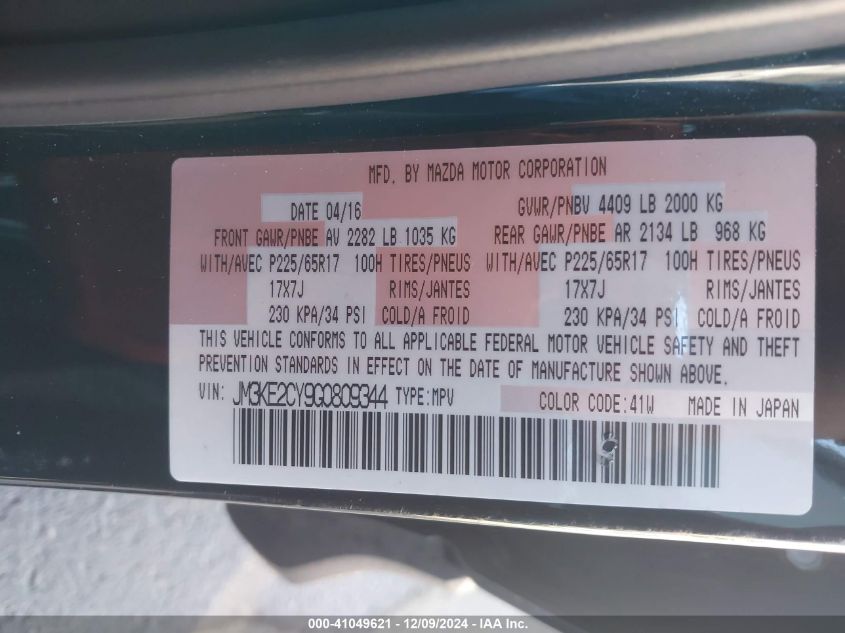 MFD. BY MAZDA MOTOR CORPORATION
DATE 04/16 GVWR/PNBV 4409 LB 2000 KG
FRONT GAWR/PNBE AV 2282 LB 1035 KG REAR GAWR/PNBE AR 2134 LB 968 KG
WITH/AVEC P225/65R17 100H TIRES/PNEUS WITH/AVEC P225/65R17 100H TIRES/PNEUS
17X7J RIMS/JANTES 17X7J RIMS/JANTES
230 KPA/34 PSI COLD/A FROID 230 KPA/34 PSI COLD/A FROID
THIS VEHICLE CONFORMS TO ALL APPLICABLE FEDERAL MOTOR VEHICLE SAFETY AND THEFT
PREVENTION STANDARDS IN EFFECT ON THE DATE OF MANUFACTURE SHOWN ABOVE.
VIN: JM3KE2CY9G0809344 TYPE:MPV COLOR CODE:41W MADE IN JAPAN
000-41049621 | 12/09/2024 - IAA Inc.